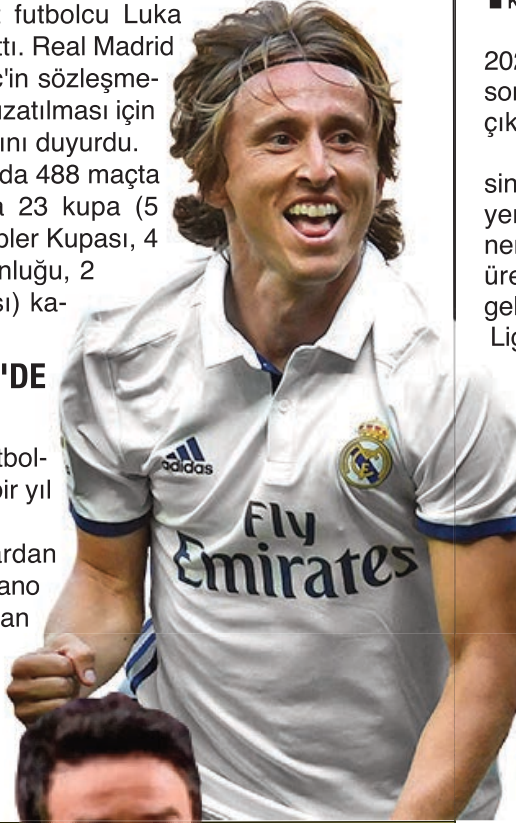 futbolcu Luka
ttı. Real Madrid
ç'in sözleşme-
uzatılması için
ını duyurdu.
da 488 maçta
a 23 kupa (5
pler Kupası, 4
nluğu, 2
sı) ka-
'DE
tbol-
bir yıl
ardan
ano
an
adidas
Fly
Emirates
202
son
çık
sin
yer
ner
üre
gel
Lig